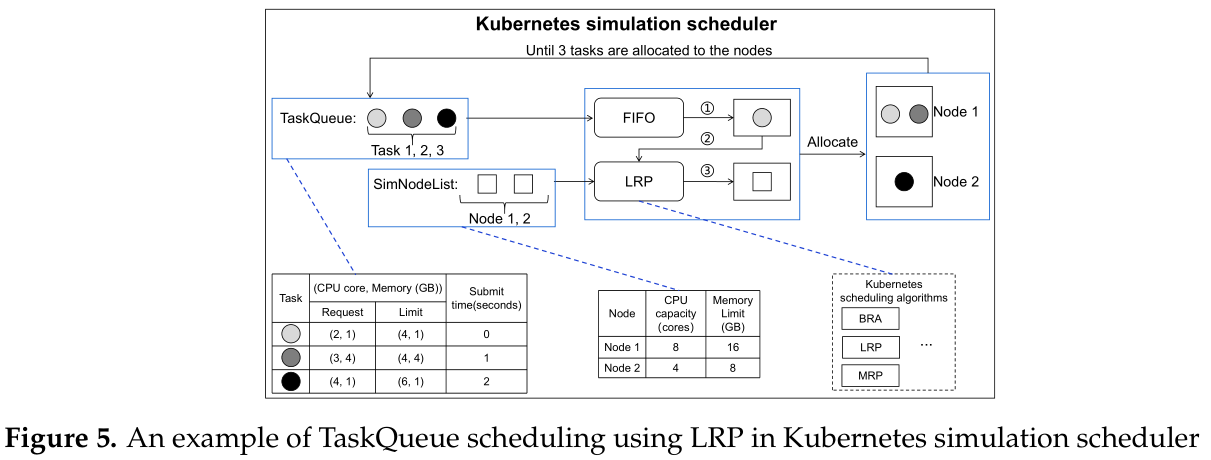 Kubernetes simulation scheduler
Until 3 tasks are allocated to the nodes
TaskQueue:
Task 1, 2, 3
SimNodeList:
Node 1, 2
FIFO
①
②
LRP
③
Allocate
Node 1
Node 2
Task
(CPU core, Memory (GB))
Submit
time(seconds)
Request
Limit
(2, 1)
(4, 1)
0
(3, 4)
(4, 4)
1
(4, 1)
(6, 1)
2
Node
CPU
capacity
(cores)
Memory
Limit
(GB)
Node 1
8
16
Node 2
4
8
Kubernetes
scheduling algorithms
BRA
LRP
...
MRP
Figure 5. An example of TaskQueue scheduling using LRP in Kubernetes simulation scheduler